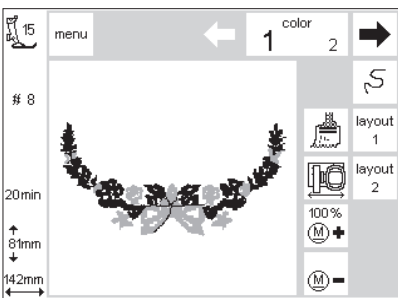 15
menu
color
1 2
# 8
layout
1
layout
2
20min
100%
M +
81mm
M -
142mm